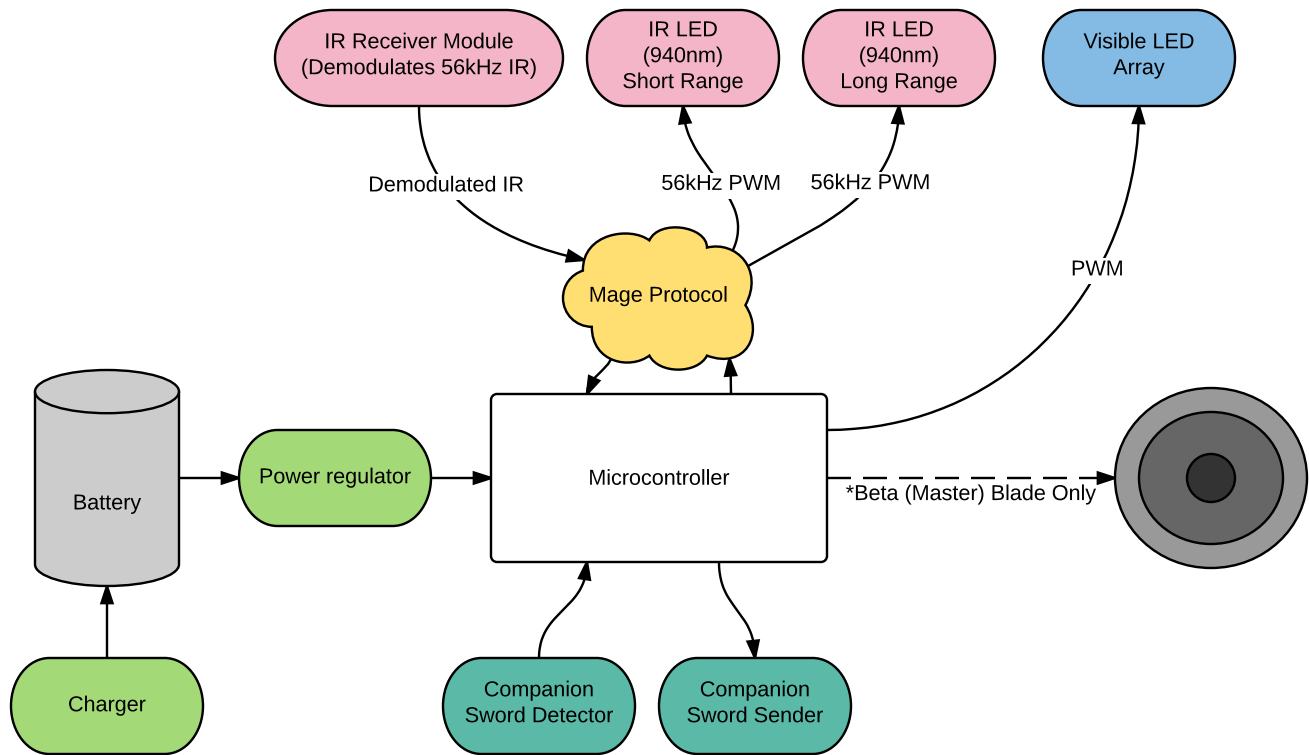 IR Receiver Module
(Demodulates 56kHz IR)
IR LED
(940nm)
Short Range
IR LED
(940nm)
Long Range
Visible LED
Array
Demodulated IR
56kHz PWM
56kHz PWM
PWM
Mage Protocol
Battery
Power regulator
Microcontroller
*Beta (Master) Blade Only
Charger
Companion
Sword Detector
Companion
Sword Sender